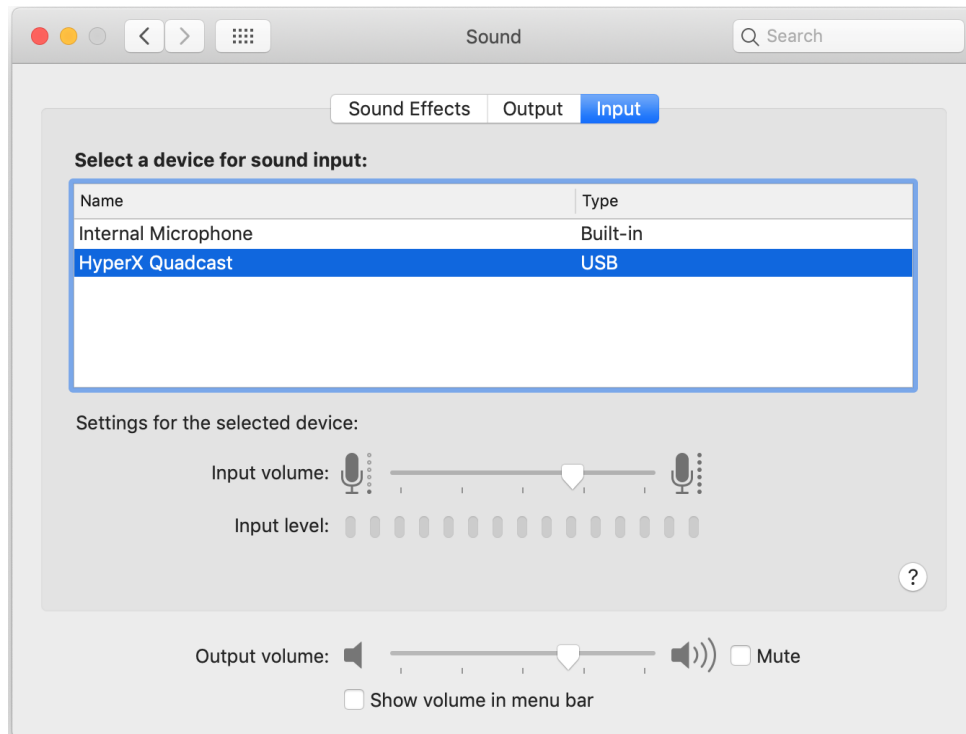 Sound
Search
Sound Effects Output Input
Select a device for sound input:
Name Type
Internal Microphone Built-in
HyperX Quadcast USB
Settings for the selected device:
Input volume:
Input level:
?
Output volume: Mute
Show volume in menu bar